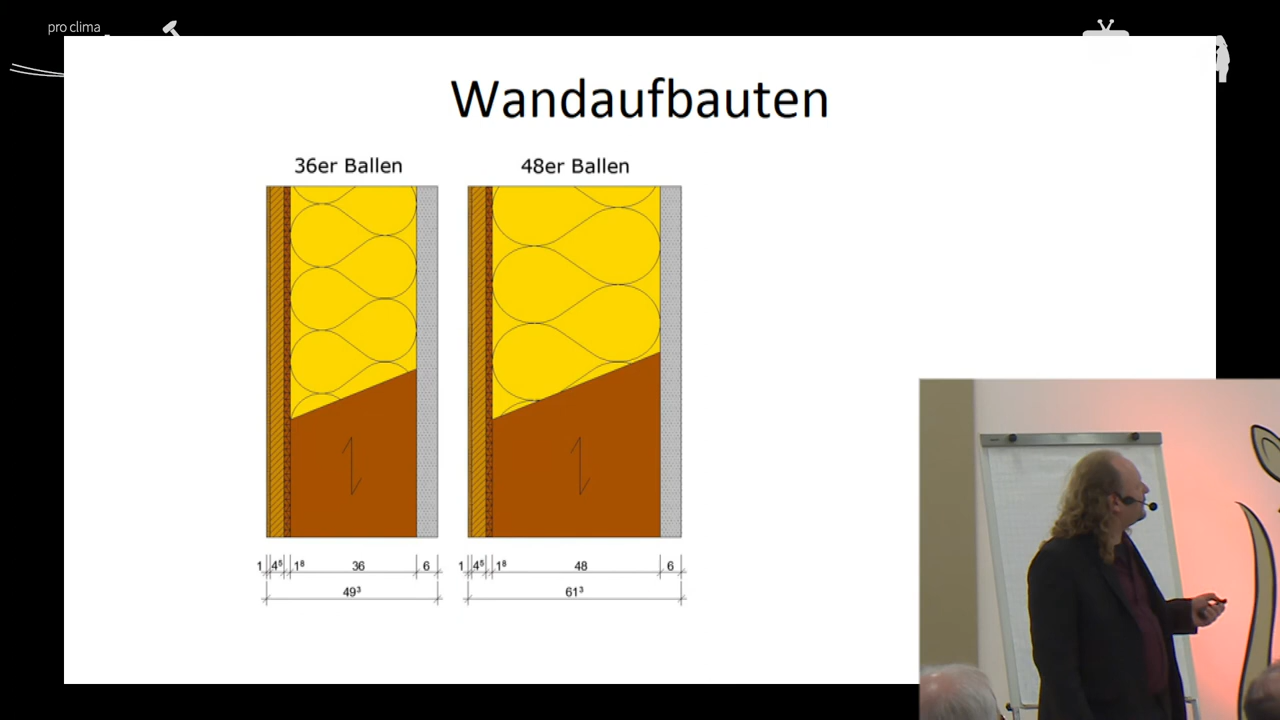 pro clima
Wandaufbauten
36er Ballen
48er Ballen
1 4⁵ 1⁸ 36 6
49³
1 4⁵ 1⁸ 48 6
61³